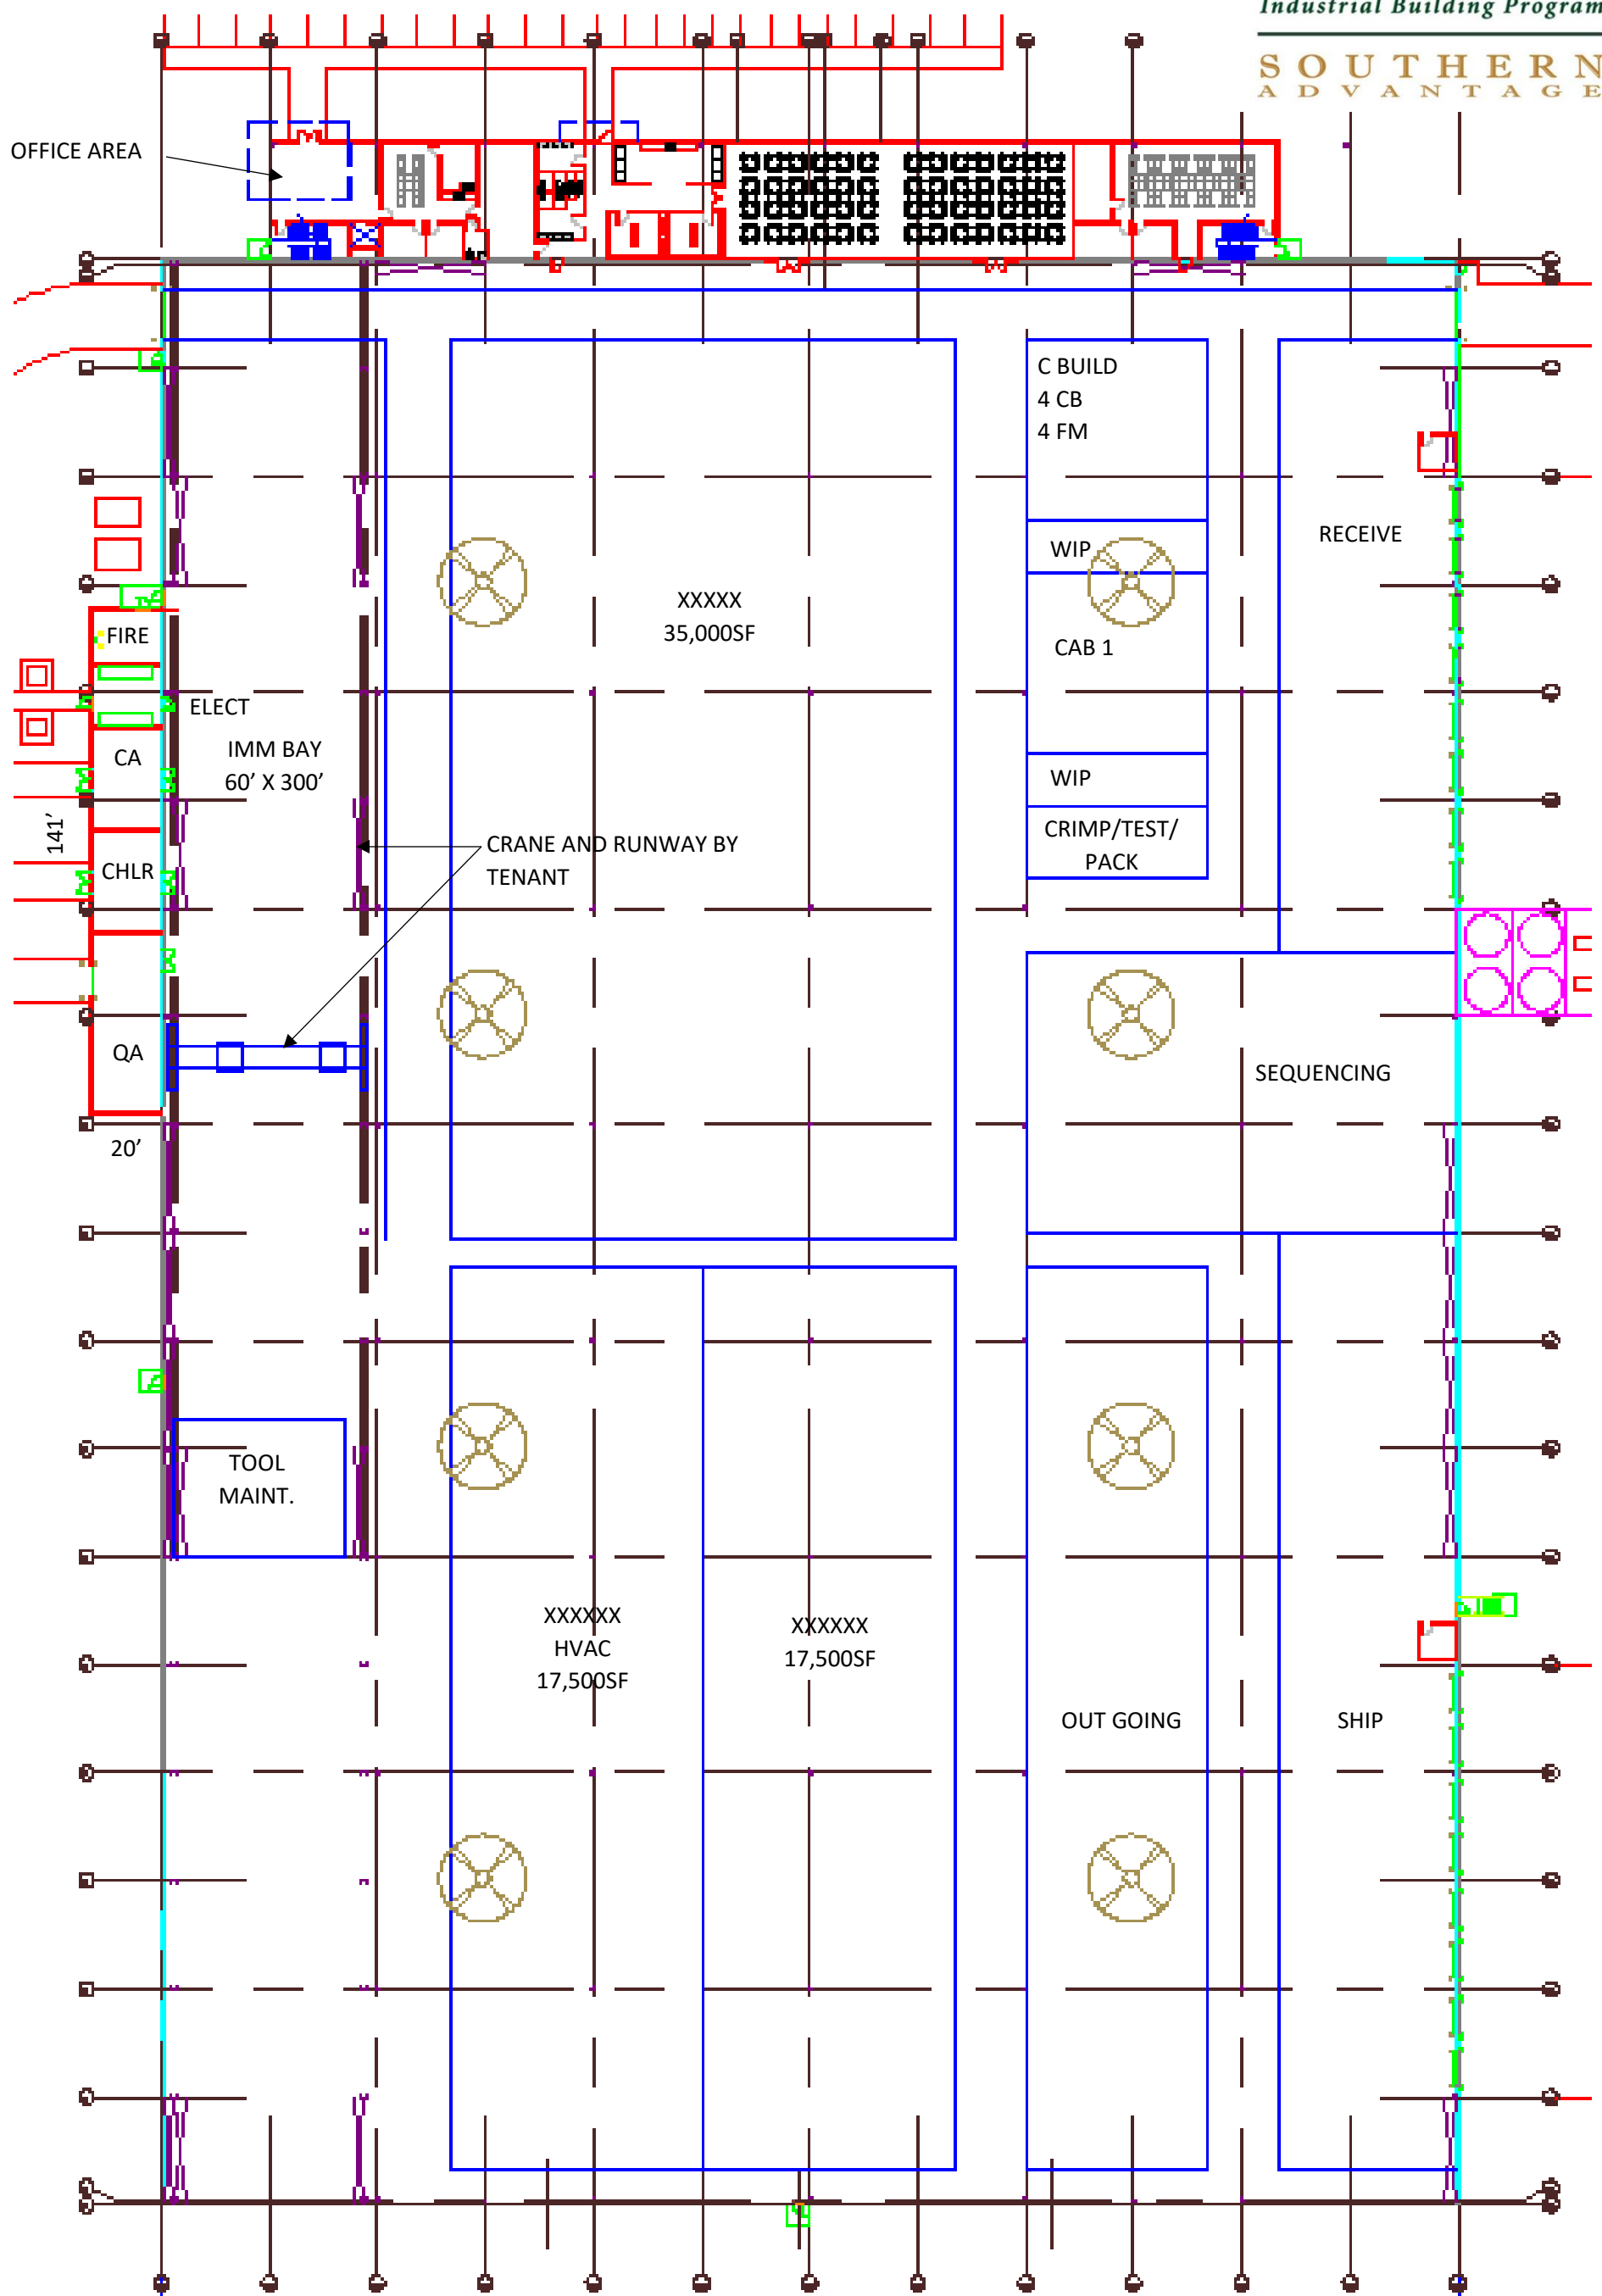 Industrial Building Program
SOUTHERN
ADVANTAGE
OFFICE AREA
C BUILD
4 CB
4 FM
RECEIVE
WIP
XXXXX
35,000SF
FIRE
CAB 1
ELECT
IMM BAY
60’ X 300’
CA
WIP
141’
CRIMP/TEST/
PACK
CRANE AND RUNWAY BY
TENANT
CHLR
QA
SEQUENCING
20’
TOOL
MAINT.
XXXXXX
HVAC
17,500SF
XXXXXX
17,500SF
OUT GOING
SHIP